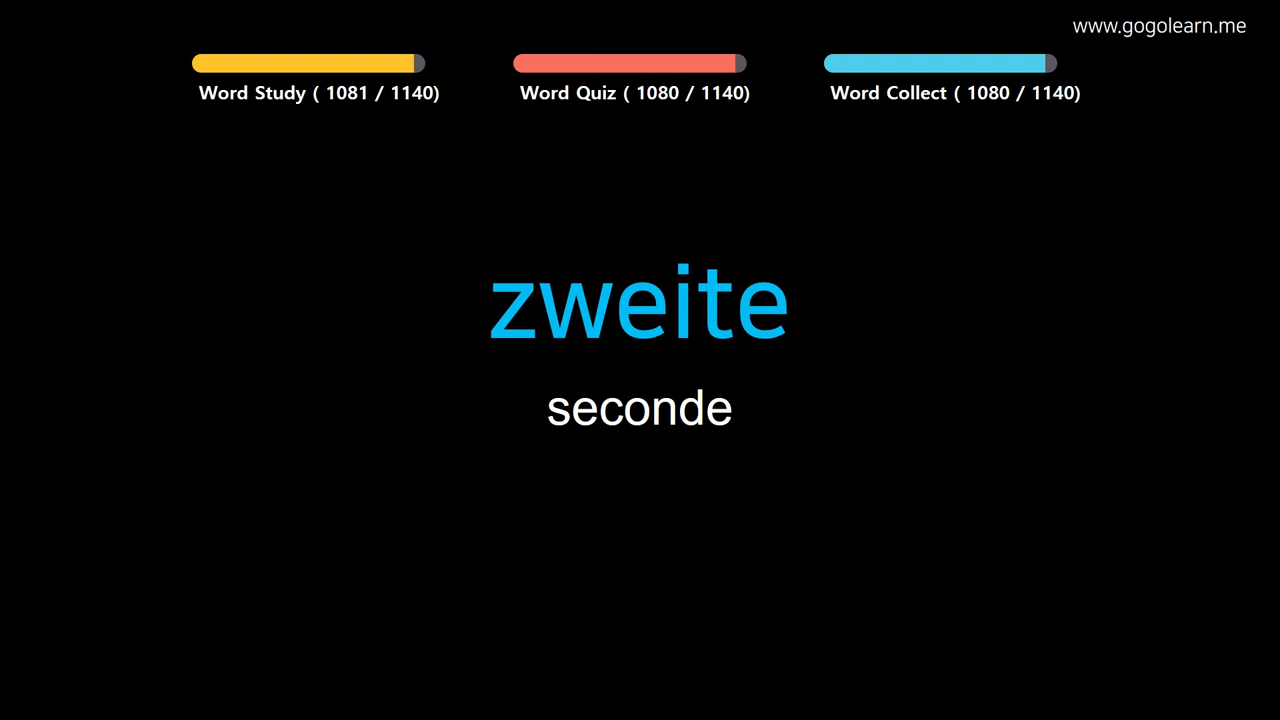 www.gogolearn.me
Word Study ( 1081 / 1140)
Word Quiz ( 1080 / 1140)
Word Collect ( 1080 / 1140)
zweite
seconde